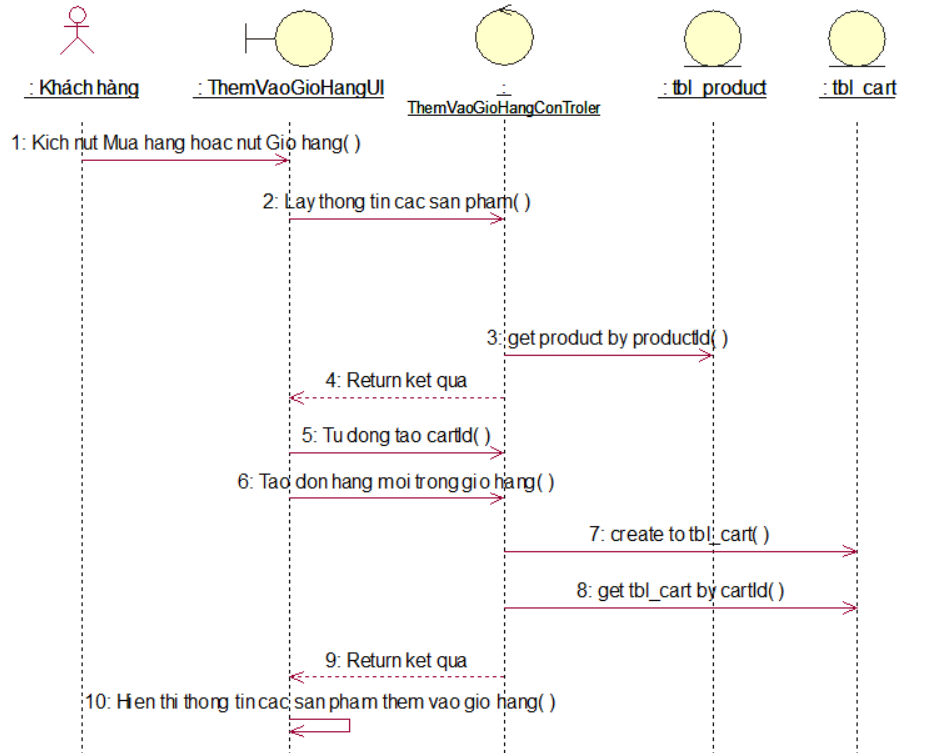 : Khách hàng
: ThemVaoGioHangUI
:
ThemVaoGioHangConTroler
: tbl_product
: tbl_cart
1: Kich nut Mua hang hoac nut Gio hang( )
2: Lay thong tin cac san pham( )
3: get product by productId( )
4: Return ket qua
5: Tu dong tao cartId( )
6: Tao don hang moi trong gio hang( )
7: create to tbl_cart( )
8: get tbl_cart by cartId( )
9: Return ket qua
10: Hien thi thong tin cac san pham them vao gio hang( )